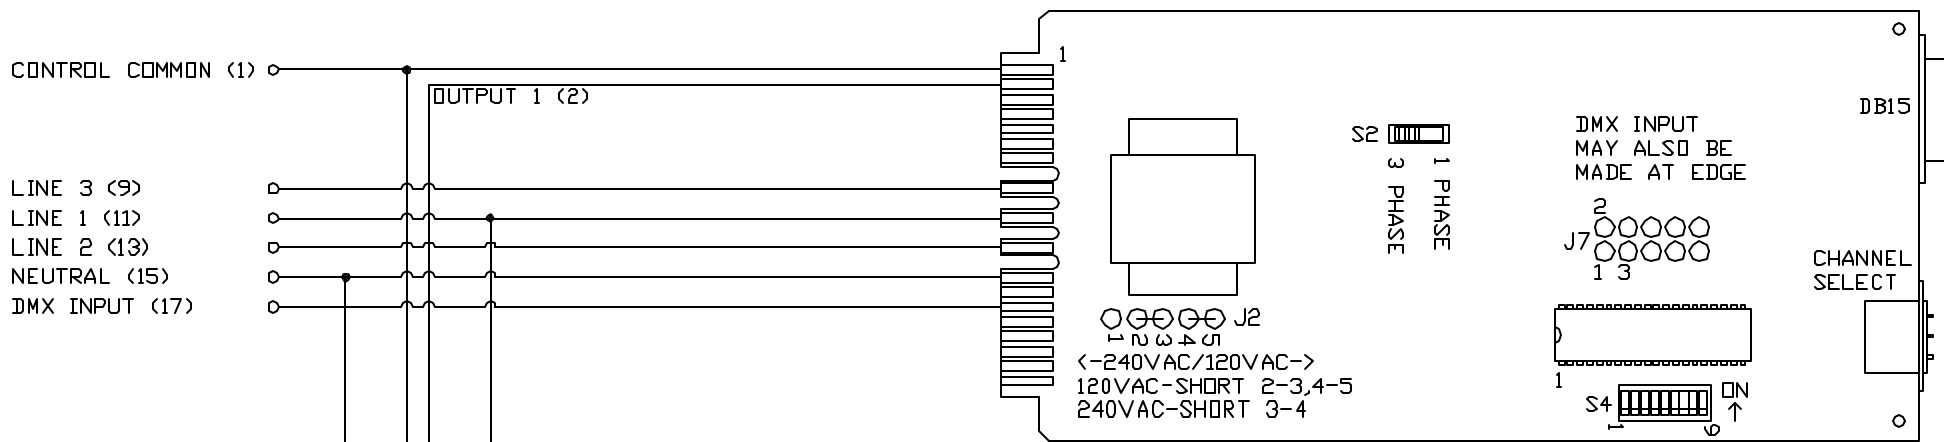 CONTROL COMMON (1)
OUTPUT 1 (2)
LINE 3 (9)
LINE 1 (11)
LINE 2 (13)
NEUTRAL (15)
DMX INPUT (17)
1
S2
3 PHASE
1 PHASE
DMX INPUT
MAY ALSO BE
MADE AT EDGE
DB15
2
J7
1 3
CHANNEL
SELECT
J2
1 2 3 4 5
<-240VAC/120VAC->
120VAC-SHORT 2-3,4-5
240VAC-SHORT 3-4
1
S4
ON
1 9